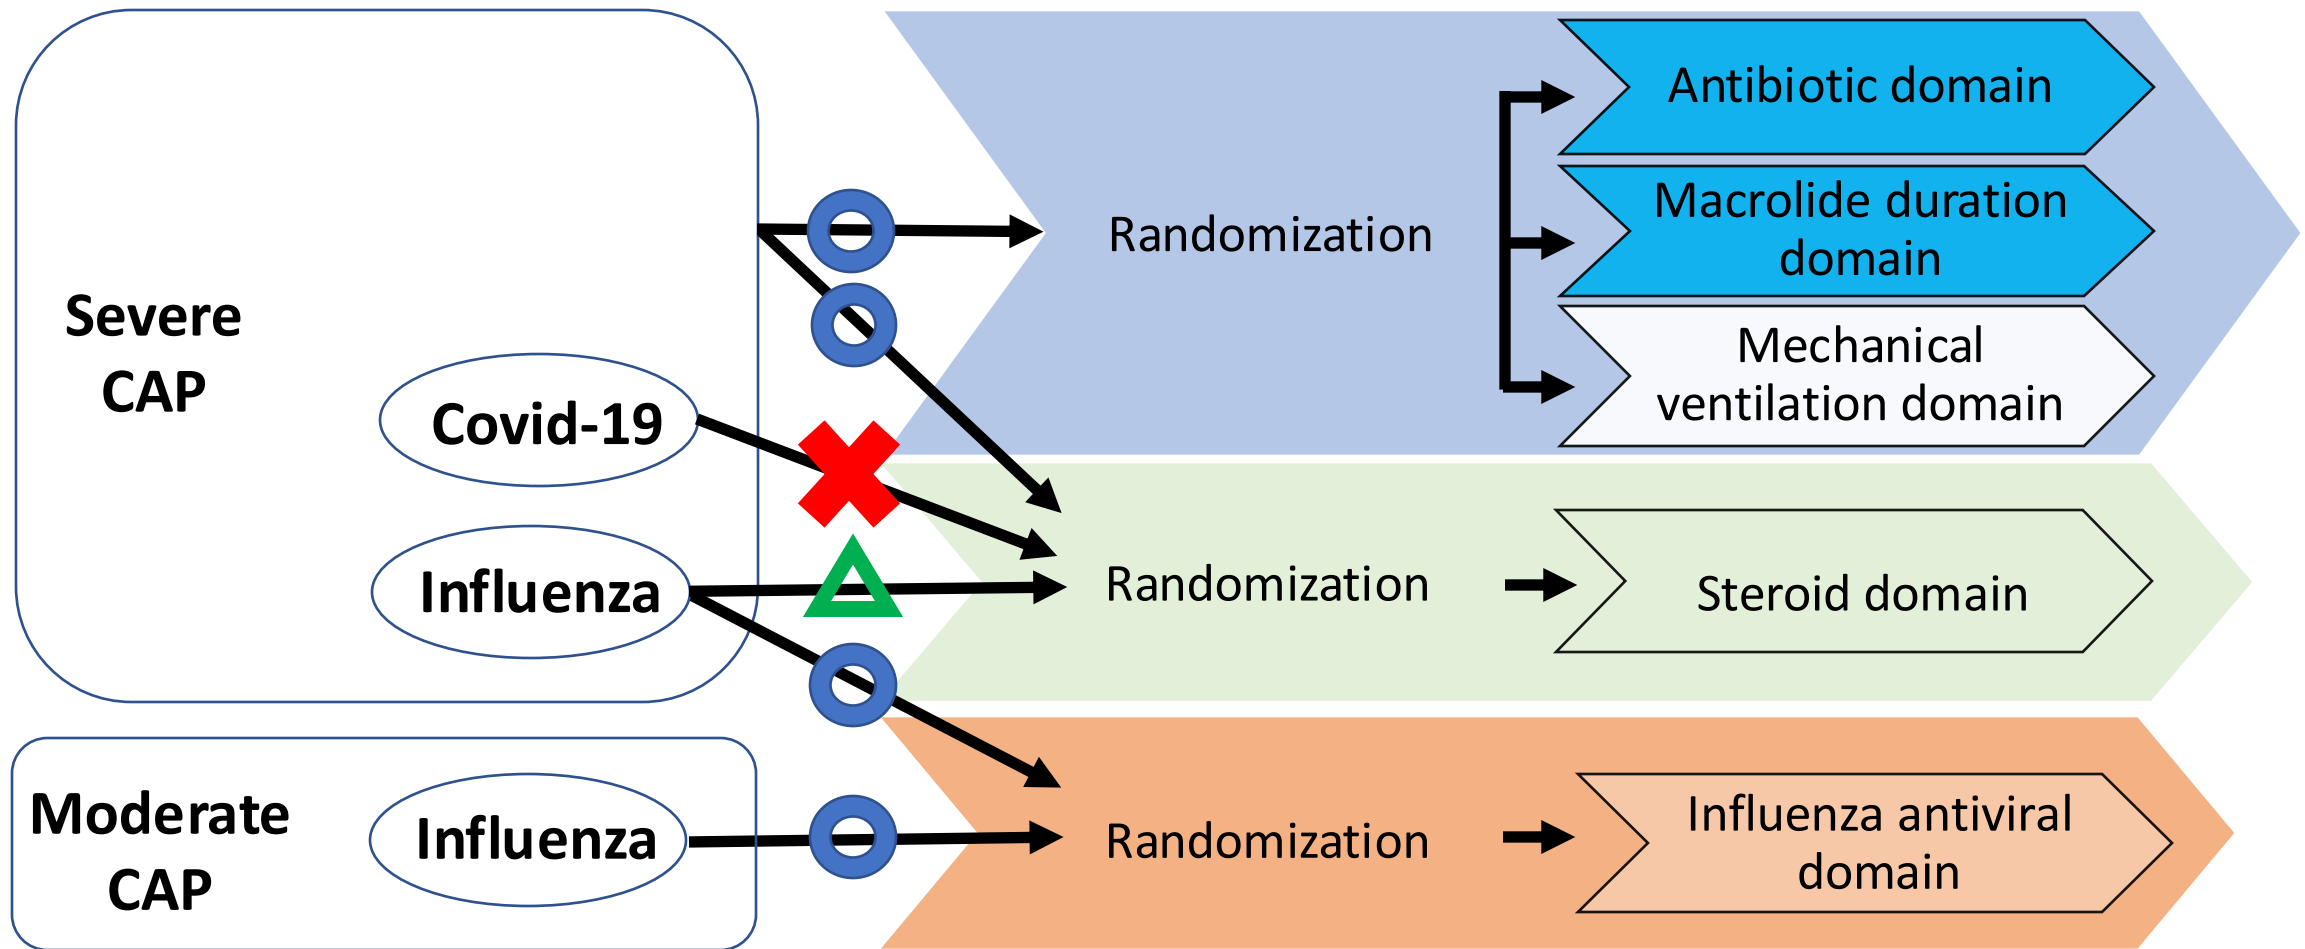 Severe
CAP
Covid-19
Influenza
Moderate
CAP
Influenza
Randomization
Antibiotic domain
Macrolide duration
domain
Mechanical
ventilation domain
Randomization
Steroid domain
Randomization
Influenza antiviral
domain